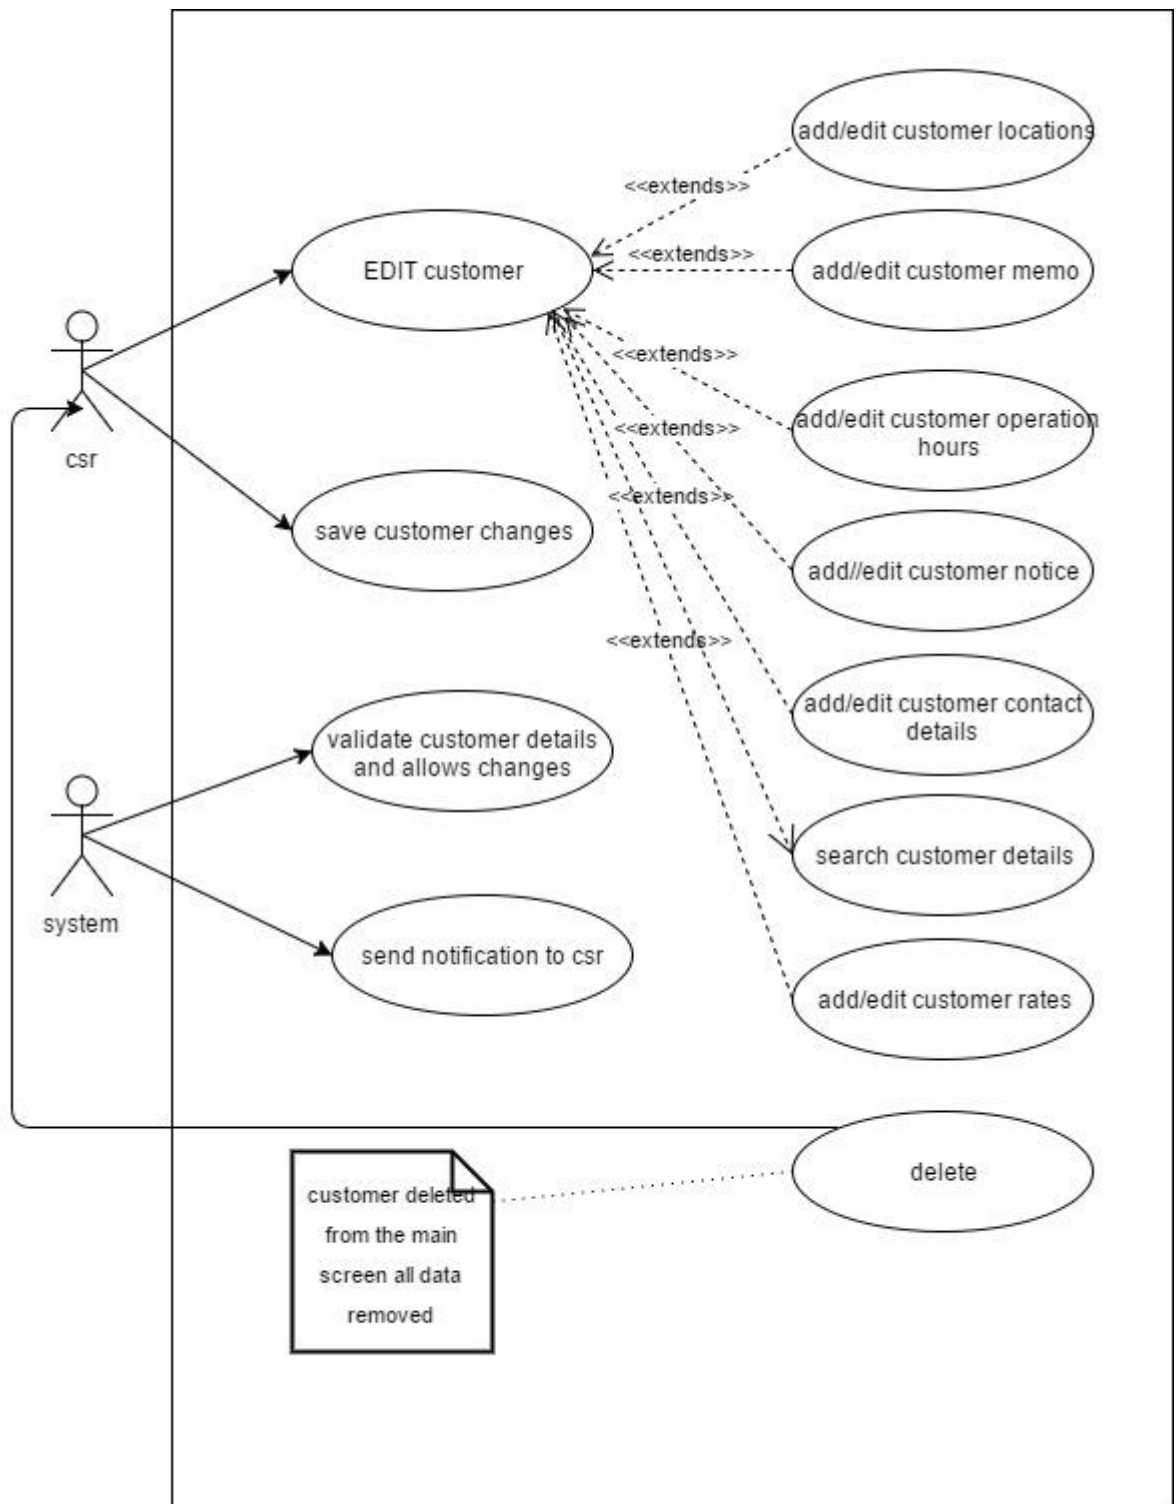 add/edit customer locations
<<extends>>
<<extends>>
EDIT customer
add/edit customer memo
<<extends>>
add/edit customer operation
hours
<<extends>>
csr
<<extends>>
save customer changes
add//edit customer notice
<<extends>>
add/edit customer contact
details
validate customer details
and allows changes
search customer details
system
send notification to csr
add/edit customer rates
delete
customer deleted
from the main
screen all data
removed